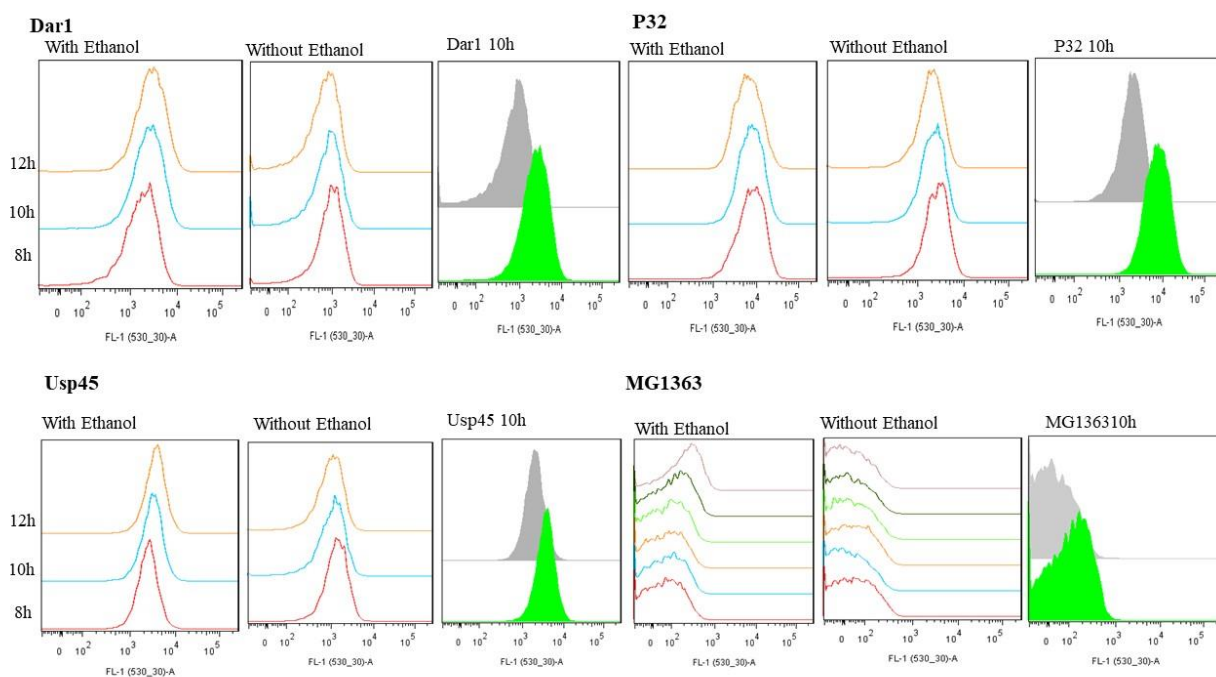 Dar1
With Ethanol
Without Ethanol
Dar1 10h
12h
10h
8h
0 10² 10³ 10⁴ 10⁵
FL-1 (530_30)-A
0 10² 10³ 10⁴ 10⁵
FL-1 (530_30)-A
0 10² 10³ 10⁴ 10⁵
FL-1 (530_30)-A
P32
With Ethanol
Without Ethanol
P32 10h
0 10² 10³ 10⁴ 10⁵
FL-1 (530_30)-A
0 10² 10³ 10⁴ 10⁵
FL-1 (530_30)-A
0 10² 10³ 10⁴ 10⁵
FL-1 (530_30)-A
Usp45
With Ethanol
Without Ethanol
Usp45 10h
12h
10h
8h
0 10² 10³ 10⁴ 10⁵
FL-1 (530_30)-A
0 10² 10³ 10⁴ 10⁵
FL-1 (530_30)-A
0 10² 10³ 10⁴ 10⁵
FL-1 (530_30)-A
MG1363
With Ethanol
Without Ethanol
MG136310h
0 10² 10³ 10⁴ 10⁵
FL-1 (530_30)-A
0 10² 10³ 10⁴ 10⁵
FL-1 (530_30)-A
0 10² 10³ 10⁴ 10⁵
FL-1 (530_30)-A